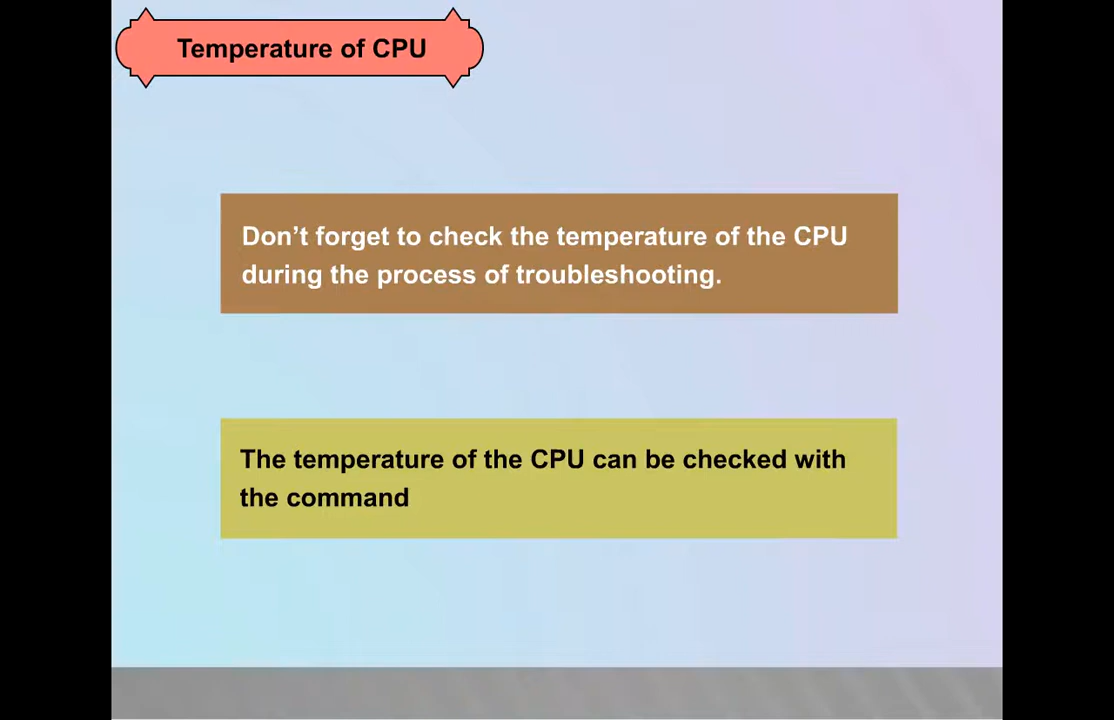 Temperature of CPU
Don’t forget to check the temperature of the CPU
during the process of troubleshooting.
The temperature of the CPU can be checked with
the command